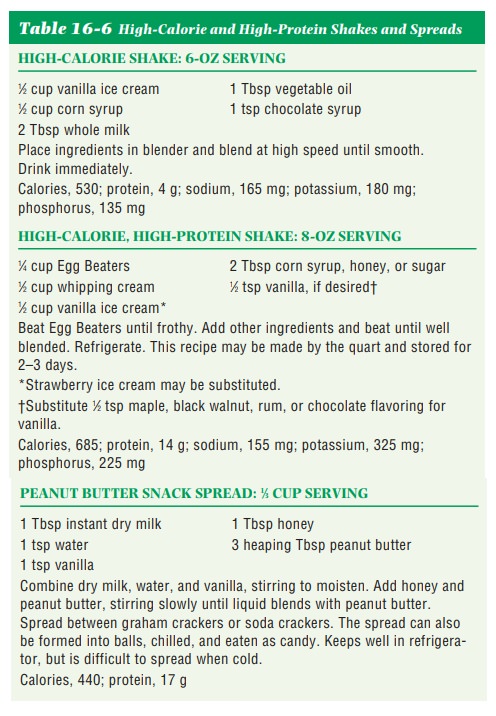 Table 16-6 High-Calorie and High-Protein Shakes and Spreads
HIGH-CALORIE SHAKE: 6-OZ SERVING
½ cup vanilla ice cream 1 Tbsp vegetable oil
½ cup corn syrup 1 tsp chocolate syrup
2 Tbsp whole milk
Place ingredients in blender and blend at high speed until smooth.
Drink immediately.
Calories, 530; protein, 4 g; sodium, 165 mg; potassium, 180 mg;
phosphorus, 135 mg
HIGH-CALORIE, HIGH-PROTEIN SHAKE: 8-OZ SERVING
¼ cup Egg Beaters 2 Tbsp corn syrup, honey, or sugar
½ cup whipping cream ½ tsp vanilla, if desired†
½ cup vanilla ice cream*
Beat Egg Beaters until frothy. Add other ingredients and beat until well
blended. Refrigerate. This recipe may be made by the quart and stored for
2–3 days.
*Strawberry ice cream may be substituted.
†Substitute ½ tsp maple, black walnut, rum, or chocolate flavoring for
vanilla.
Calories, 685; protein, 14 g; sodium, 155 mg; potassium, 325 mg;
phosphorus, 225 mg
PEANUT BUTTER SNACK SPREAD: ⅓ CUP SERVING
1 Tbsp instant dry milk 1 Tbsp honey
1 tsp water 3 heaping Tbsp peanut butter
1 tsp vanilla
Combine dry milk, water, and vanilla, stirring to moisten. Add honey and
peanut butter, stirring slowly until liquid blends with peanut butter.
Spread between graham crackers or soda crackers. The spread can also
be formed into balls, chilled, and eaten as candy. Keeps well in refrigera-
tor, but is difficult to spread when cold.
Calories, 440; protein, 17 g